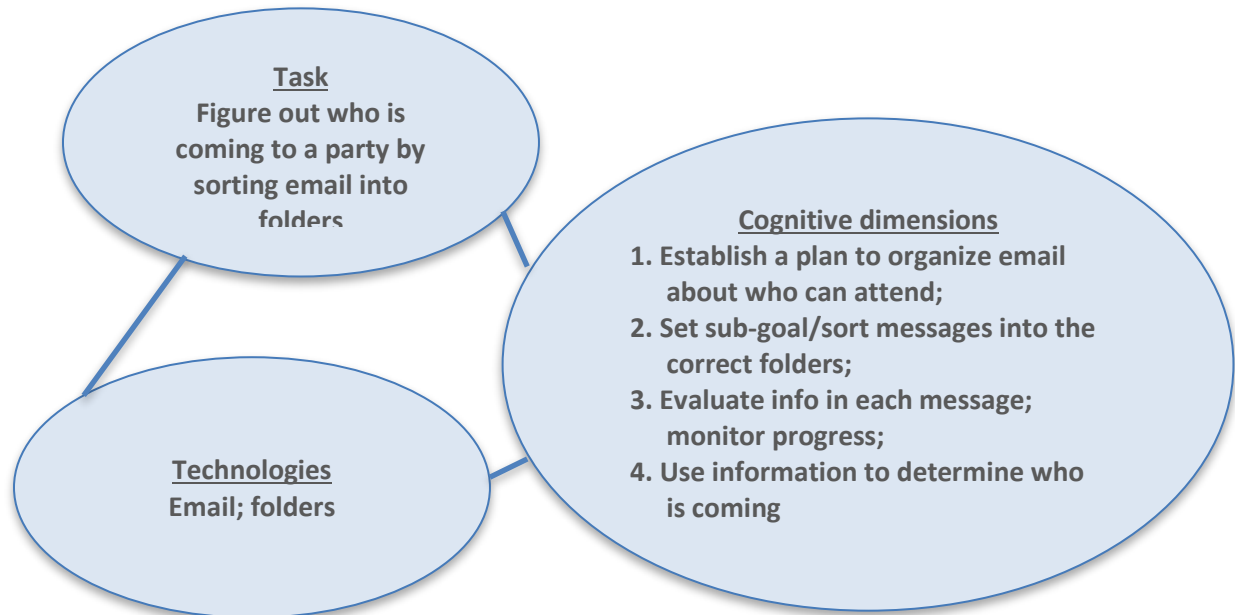 Task
Figure out who is
coming to a party by
sorting email into
folders
Cognitive dimensions
1. Establish a plan to organize email
about who can attend;
2. Set sub-goal/sort messages into the
correct folders;
3. Evaluate info in each message;
monitor progress;
4. Use information to determine who
is coming
Technologies
Email; folders